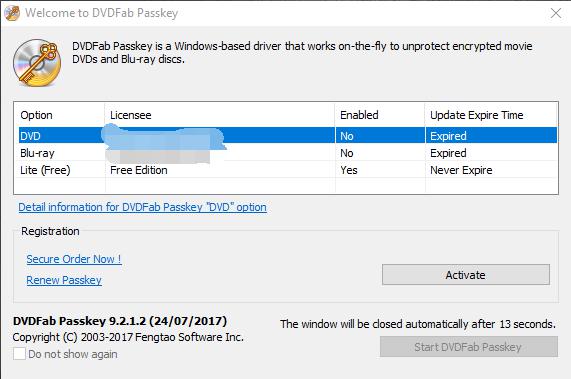 Welcome to DVDFab Passkey
DVDFab Passkey is a Windows-based driver that works on-the-fly to unprotect encrypted movie
DVDs and Blu-ray discs.
Option Licensee Enabled Update Expire Time
DVD No Expired
Blu-ray No Expired
Lite (Free) Free Edition Yes Never Expire
Detail information for DVDFab Passkey "DVD" option
Registration
Secure Order Now !
Renew Passkey
Activate
DVDFab Passkey 9.2.1.2 (24/07/2017)
Copyright (C) 2003-2017 Fengtao Software Inc.
Do not show again
The window will be closed automatically after 13 seconds.
Start DVDFab Passkey